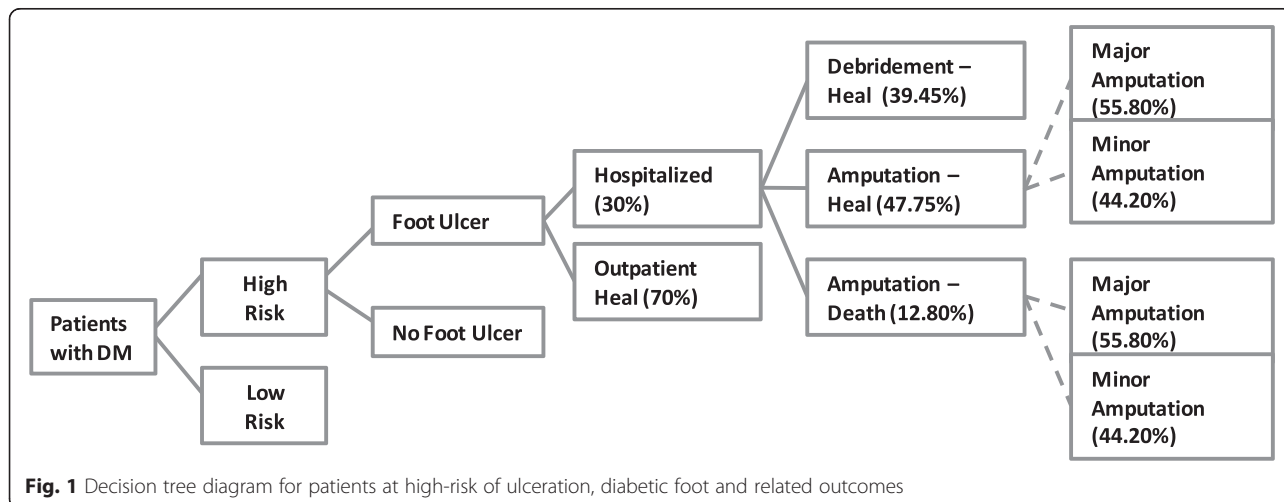 Patients
with DM
High
Risk
Low
Risk
Foot Ulcer
No Foot Ulcer
Hospitalized
(30%)
Outpatient
Heal (70%)
Debridement –
Heal (39.45%)
Amputation –
Heal (47.75%)
Amputation –
Death (12.80%)
Major
Amputation
(55.80%)
Minor
Amputation
(44.20%)
Major
Amputation
(55.80%)
Minor
Amputation
(44.20%)
Fig. 1 Decision tree diagram for patients at high-risk of ulceration, diabetic foot and related outcomes